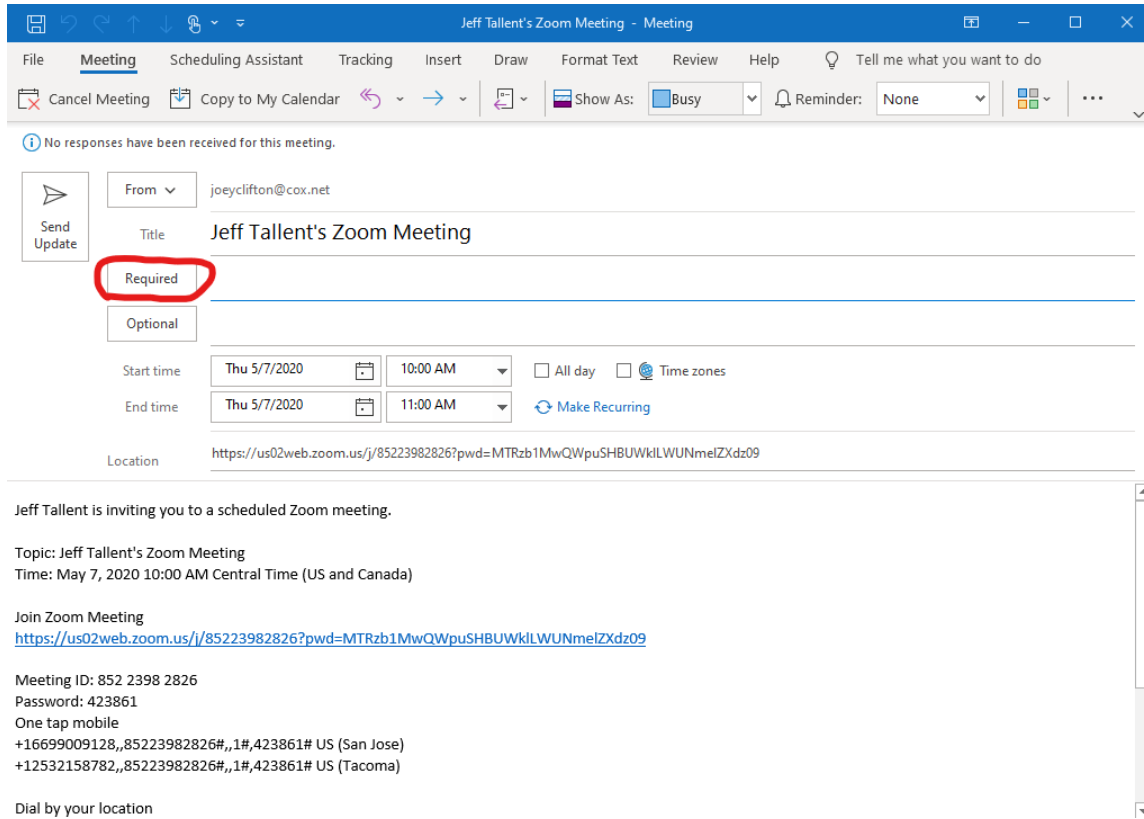 Jeff Tallent's Zoom Meeting - Meeting
File Meeting Scheduling Assistant Tracking Insert Draw Format Text Review Help Tell me what you want to do
Cancel Meeting Copy to My Calendar Show As: Busy Reminder: None
No responses have been received for this meeting.
Send Update
From joeyclifton@cox.net
Title Jeff Tallent's Zoom Meeting
Required
Optional
Start time Thu 5/7/2020 10:00 AM All day Time zones
End time Thu 5/7/2020 11:00 AM Make Recurring
Location https://us02web.zoom.us/j/85223982826?pwd=MTRzb1MwQWpuSHBUWklLWUNmelZXdz09
Jeff Tallent is inviting you to a scheduled Zoom meeting.
Topic: Jeff Tallent's Zoom Meeting
Time: May 7, 2020 10:00 AM Central Time (US and Canada)
Join Zoom Meeting
https://us02web.zoom.us/j/85223982826?pwd=MTRzb1MwQWpuSHBUWklLWUNmelZXdz09
Meeting ID: 852 2398 2826
Password: 423861
One tap mobile
+16699009128,,85223982826#,,1#,423861# US (San Jose)
+12532158782,,85223982826#,,1#,423861# US (Tacoma)
Dial by your location